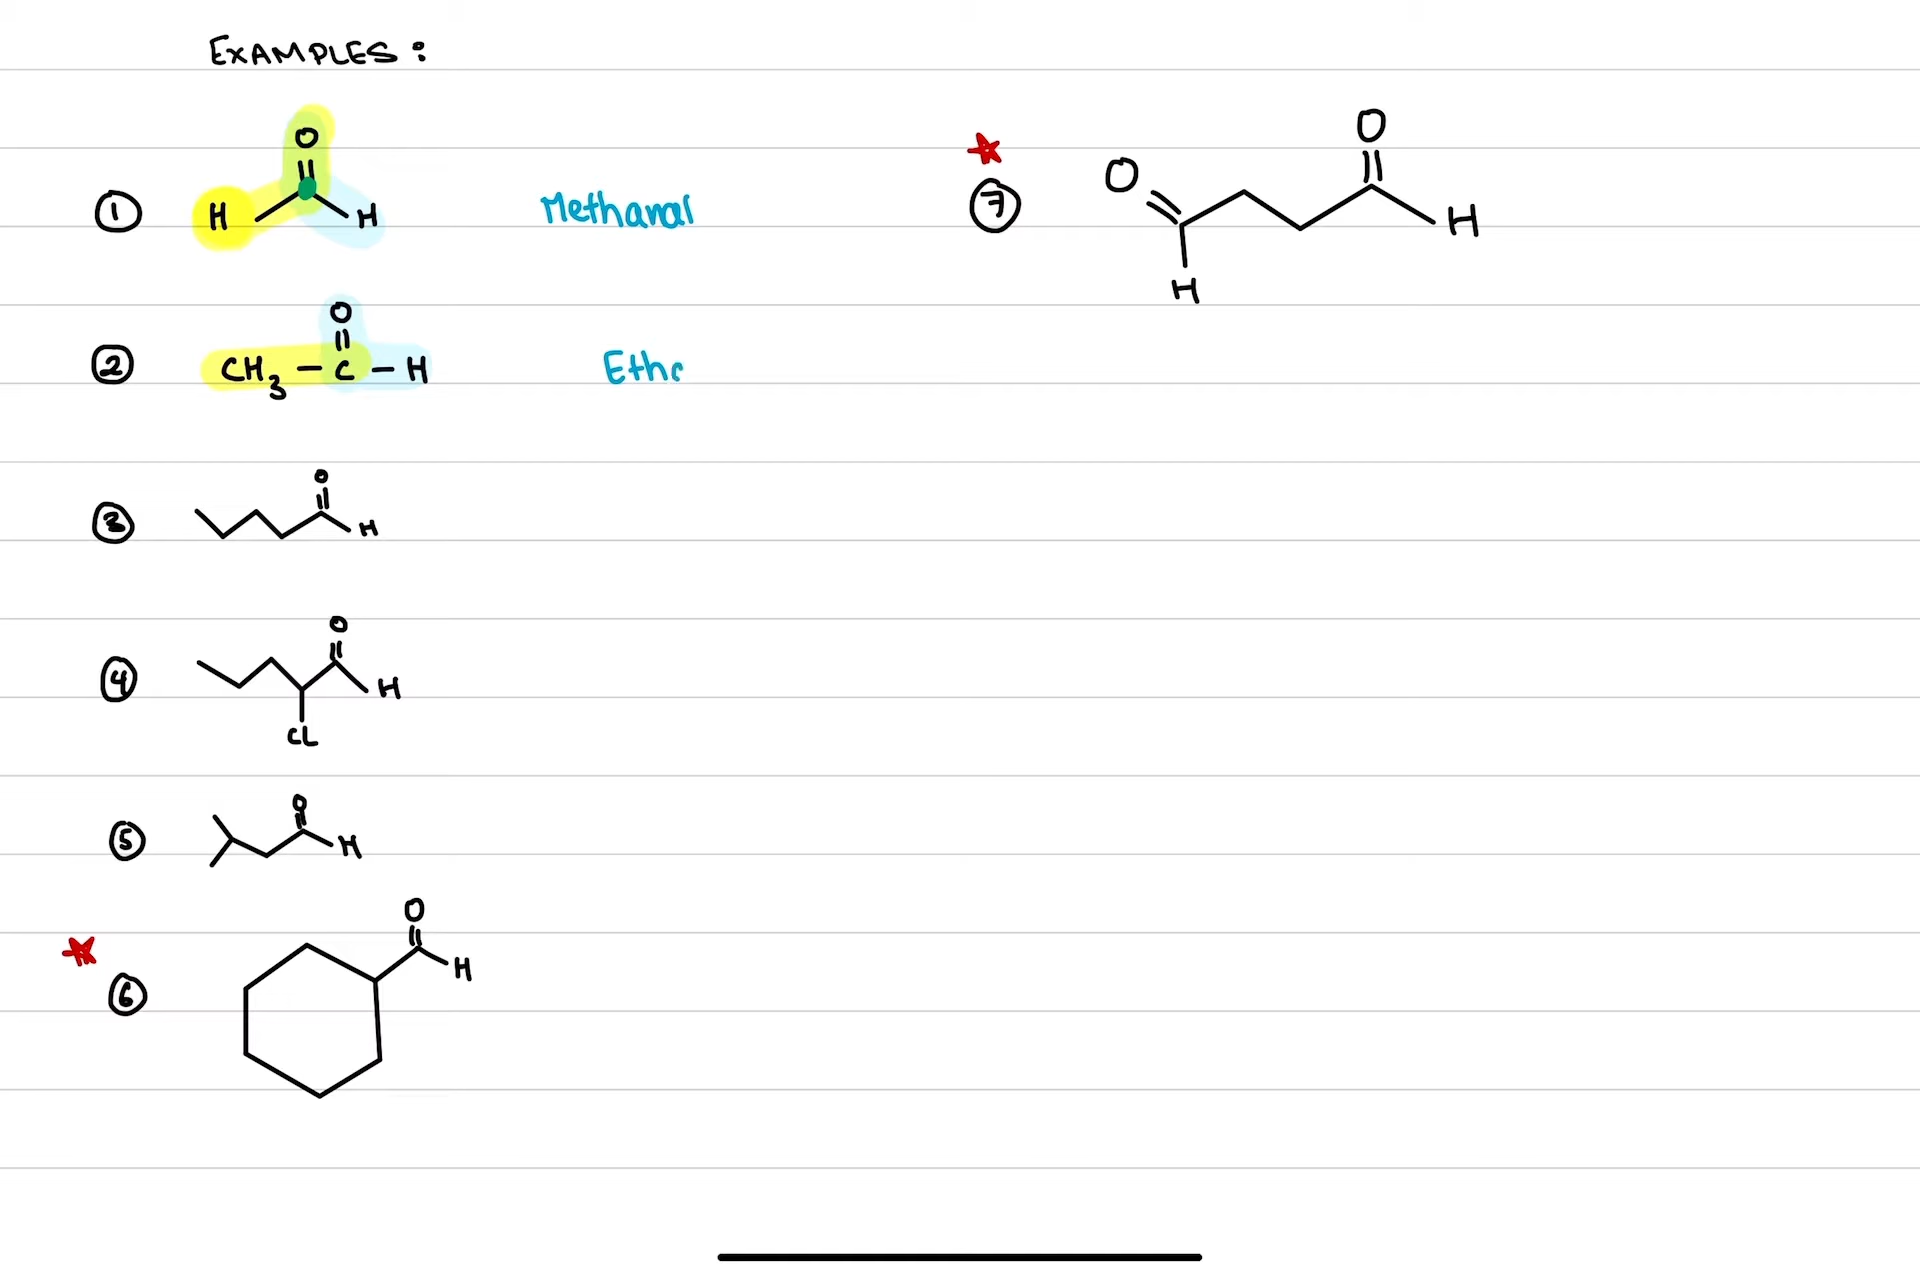 EXAMPLES:
O
① H H Methanal
O
② CH₃ – C – H Ethc
O
③ H
O
④ H
CL
O
⑤ H
O
⑥ H
O
O
⑦ H
H